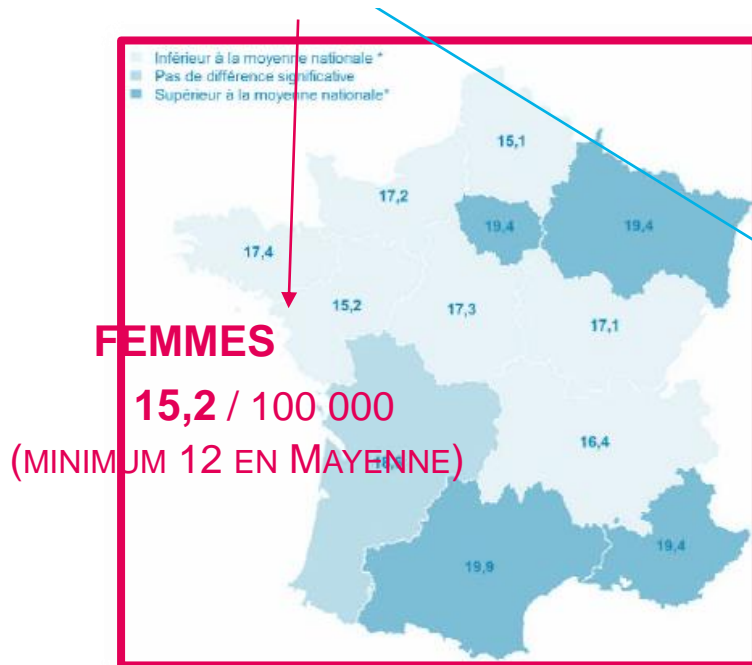 Inférieur à la moyenne nationale *
Pas de différence significative
Supérieur à la moyenne nationale*
15,1
17,2
19,4
19,4
17,4
15,2
17,3
17,1
FEMMES
15,2 / 100 000
16,4
(MINIMUM 12 EN MAYENNE)
19,4
19,9